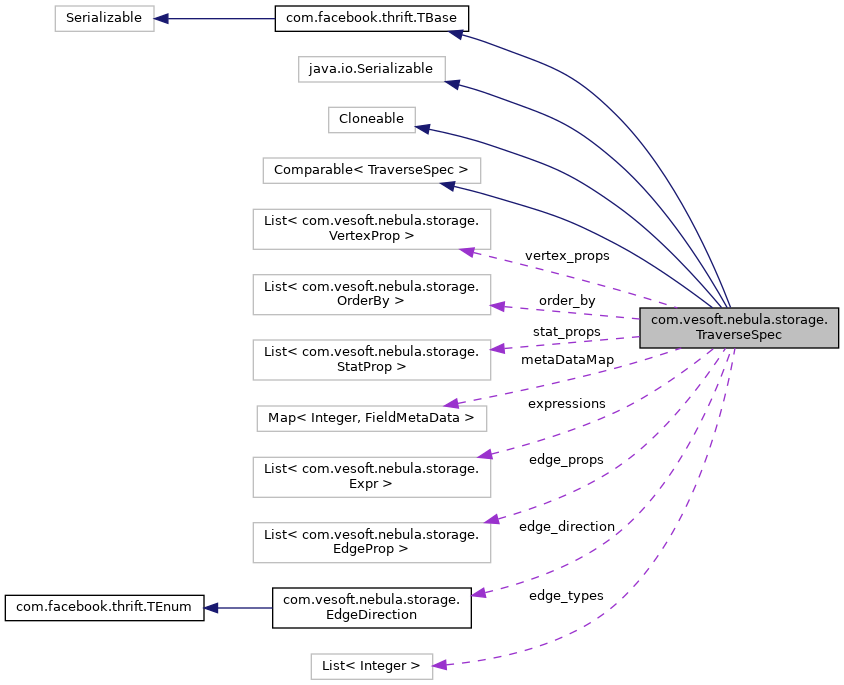 Serializable
com.facebook.thrift.TBase
java.io.Serializable
Cloneable
Comparable< TraverseSpec >
List< com.vesoft.nebula.storage.
VertexProp >
vertex_props
List< com.vesoft.nebula.storage.
OrderBy >
order_by
com.vesoft.nebula.storage.
TraverseSpec
stat_props
List< com.vesoft.nebula.storage.
StatProp >
metaDataMap
Map< Integer, FieldMetaData >
expressions
List< com.vesoft.nebula.storage.
Expr >
edge_props
List< com.vesoft.nebula.storage.
EdgeProp >
edge_direction
com.facebook.thrift.TEnum
com.vesoft.nebula.storage.
EdgeDirection
edge_types
List< Integer >